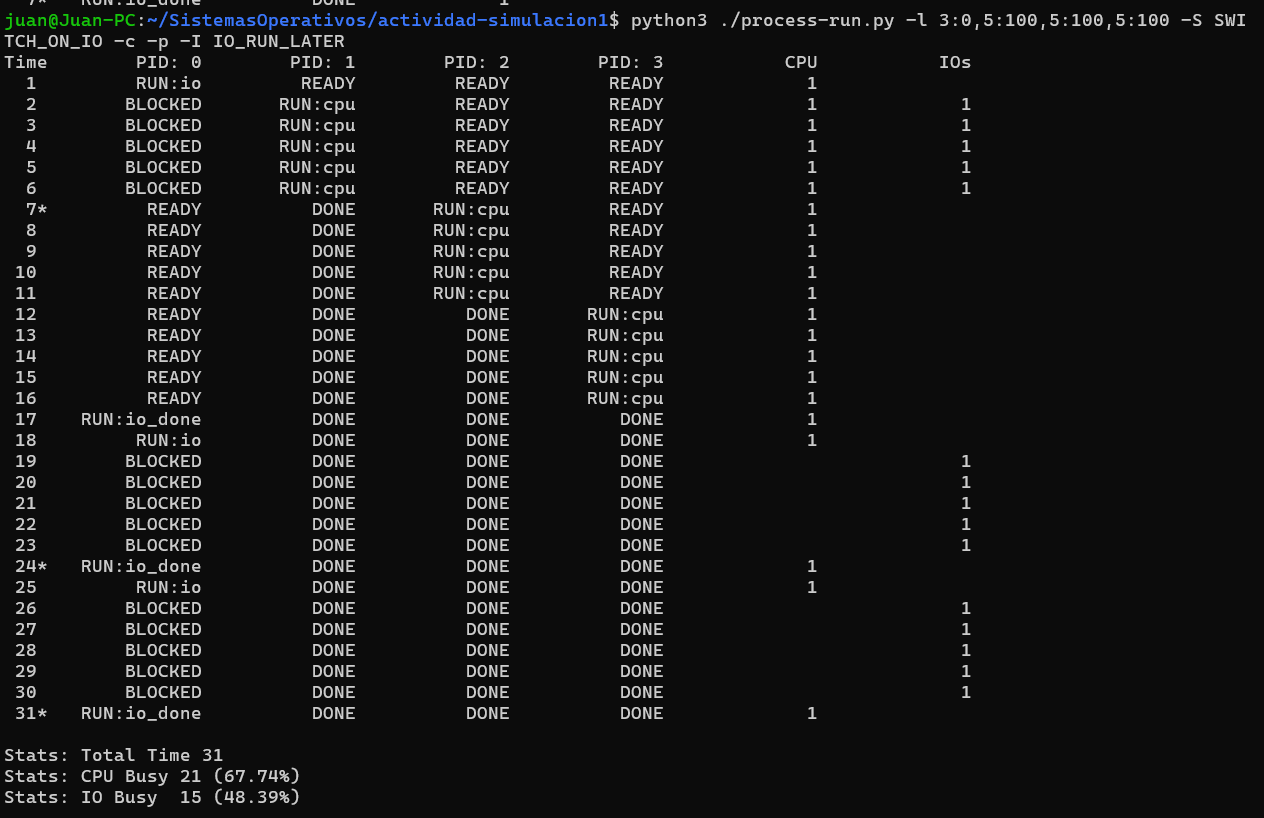 7*   RUN:io_done          DONE             1
juan@Juan-PC:~/SistemasOperativos/actividad-simulacion1$ python3 ./process-run.py -l 3:0,5:100,5:100,5:100 -S SWI
TCH_ON_IO -c -p -I IO_RUN_LATER
Time        PID: 0        PID: 1        PID: 2        PID: 3           CPU           IOs
  1         RUN:io         READY         READY         READY             1
  2        BLOCKED       RUN:cpu         READY         READY             1             1
  3        BLOCKED       RUN:cpu         READY         READY             1             1
  4        BLOCKED       RUN:cpu         READY         READY             1             1
  5        BLOCKED       RUN:cpu         READY         READY             1             1
  6        BLOCKED       RUN:cpu         READY         READY             1             1
  7*         READY          DONE       RUN:cpu         READY             1
  8          READY          DONE       RUN:cpu         READY             1
  9          READY          DONE       RUN:cpu         READY             1
 10          READY          DONE       RUN:cpu         READY             1
 11          READY          DONE       RUN:cpu         READY             1
 12          READY          DONE          DONE       RUN:cpu             1
 13          READY          DONE          DONE       RUN:cpu             1
 14          READY          DONE          DONE       RUN:cpu             1
 15          READY          DONE          DONE       RUN:cpu             1
 16          READY          DONE          DONE       RUN:cpu             1
 17    RUN:io_done          DONE          DONE          DONE             1
 18         RUN:io          DONE          DONE          DONE             1
 19        BLOCKED          DONE          DONE          DONE                           1
 20        BLOCKED          DONE          DONE          DONE                           1
 21        BLOCKED          DONE          DONE          DONE                           1
 22        BLOCKED          DONE          DONE          DONE                           1
 23        BLOCKED          DONE          DONE          DONE                           1
 24*   RUN:io_done          DONE          DONE          DONE             1
 25         RUN:io          DONE          DONE          DONE             1
 26        BLOCKED          DONE          DONE          DONE                           1
 27        BLOCKED          DONE          DONE          DONE                           1
 28        BLOCKED          DONE          DONE          DONE                           1
 29        BLOCKED          DONE          DONE          DONE                           1
 30        BLOCKED          DONE          DONE          DONE                           1
 31*   RUN:io_done          DONE          DONE          DONE             1
Stats: Total Time 31
Stats: CPU Busy 21 (67.74%)
Stats: IO Busy  15 (48.39%)